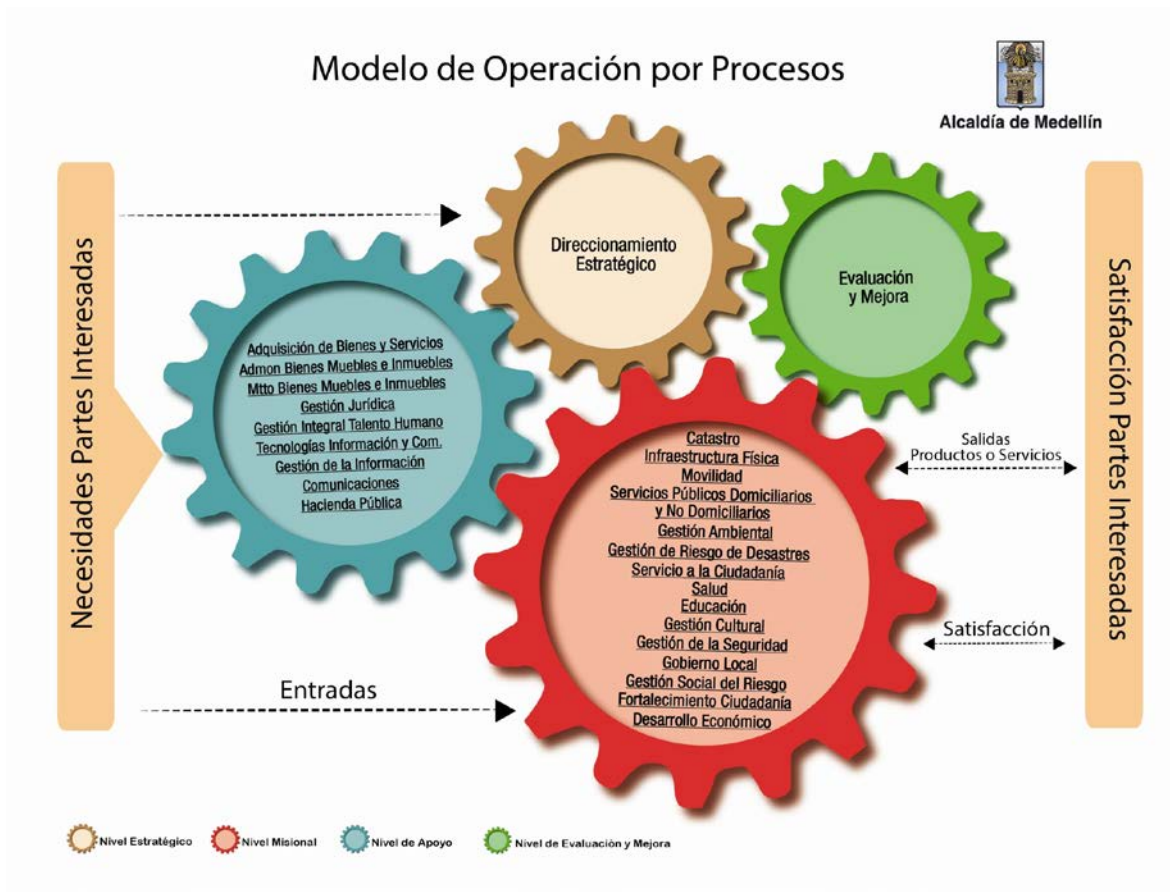 Modelo de Operación por Procesos
Alcaldía de Medellín
Necesidades Partes Interesadas
Direccionamiento
Estratégico
Evaluación
y Mejora
Adquisición de Bienes y Servicios
Admon Bienes Muebles e Inmuebles
Mtto Bienes Muebles e Inmuebles
Gestión Jurídica
Gestión Integral Talento Humano
Tecnologías Información y Com.
Gestión de la Información
Comunicaciones
Hacienda Pública
Catastro
Infraestructura Física
Movilidad
Servicios Públicos Domiciliarios
y No Domiciliarios
Gestión Ambiental
Gestión de Riesgo de Desastres
Servicio a la Ciudadanía
Salud
Educación
Gestión Cultural
Gestión de la Seguridad
Gobierno Local
Gestión Social del Riesgo
Fortalecimiento Ciudadanía
Desarrollo Económico
Salidas
Productos o Servicios
Satisfacción
Entradas
Satisfacción Partes Interesadas
Nivel Estratégico
Nivel Misional
Nivel de Apoyo
Nivel de Evaluación y Mejora